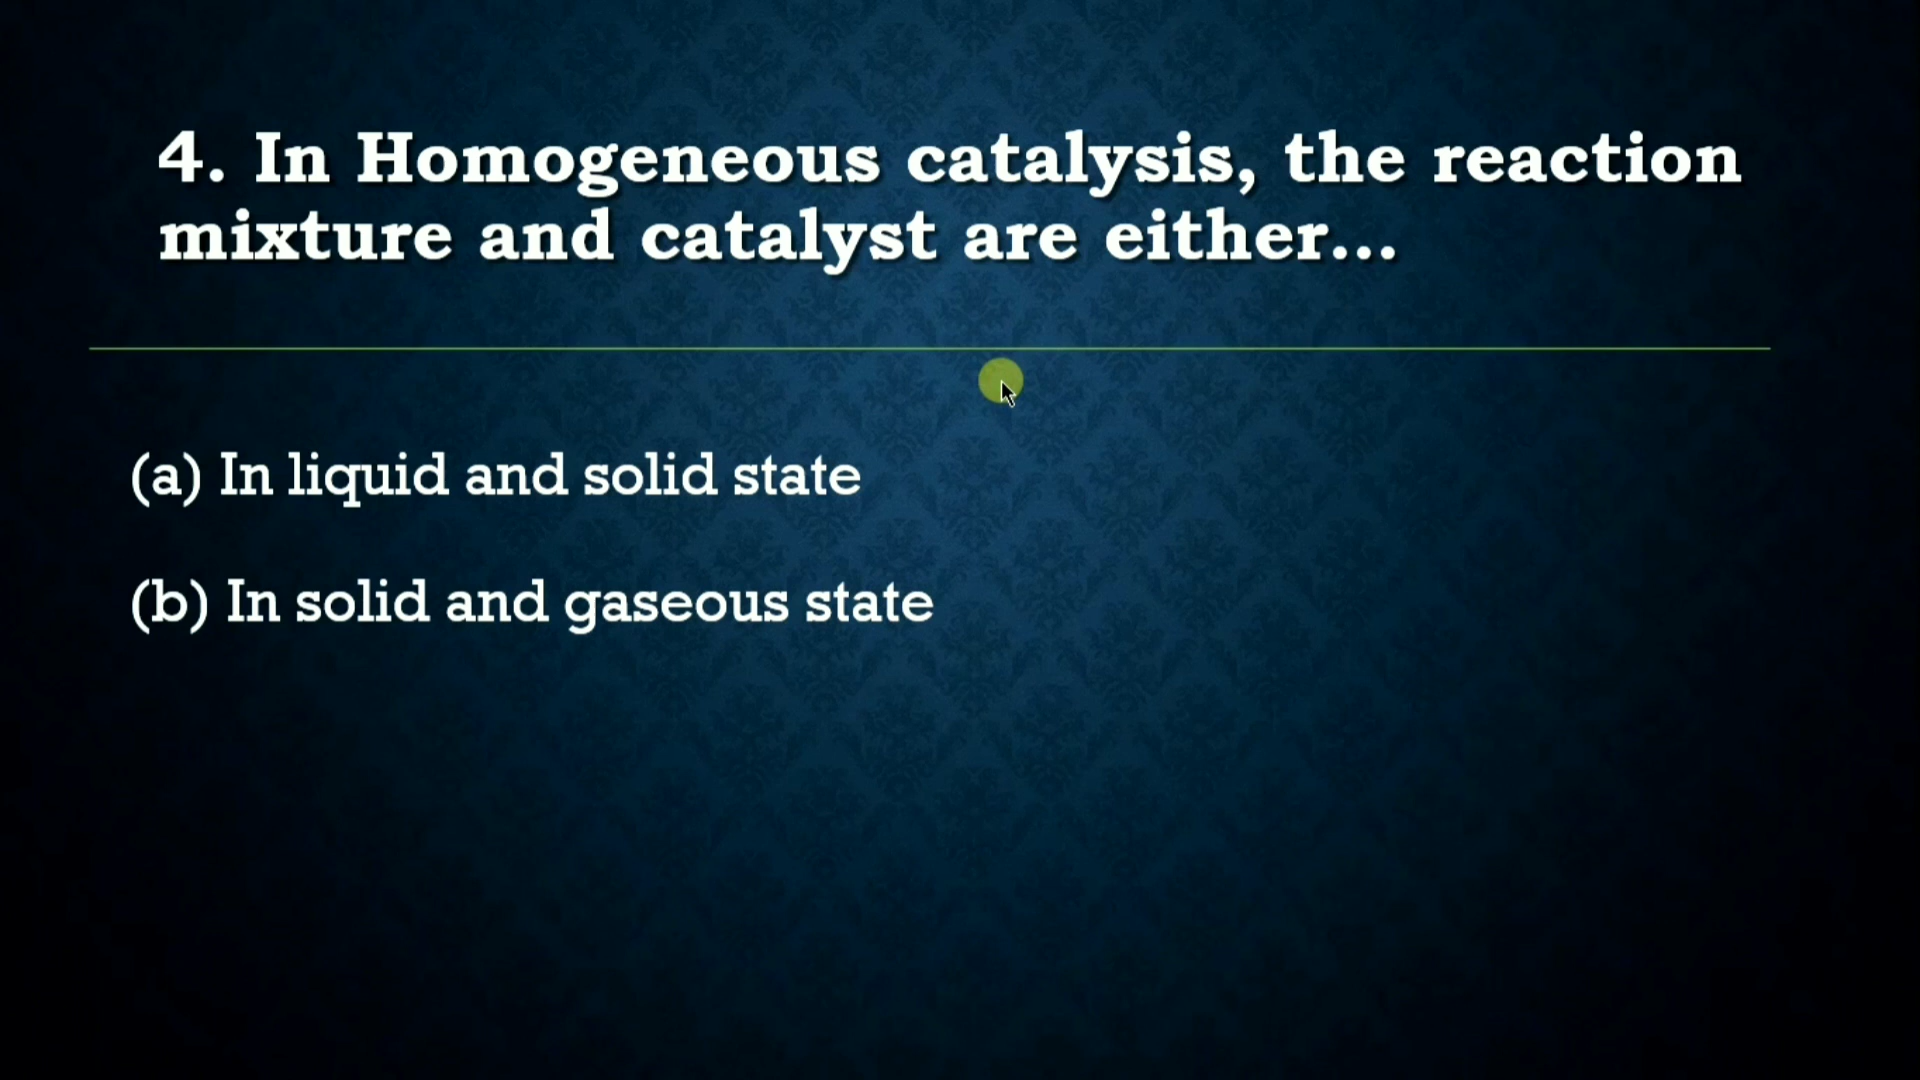 4. In Homogeneous catalysis, the reaction
mixture and catalyst are either...
(a) In liquid and solid state
(b) In solid and gaseous state